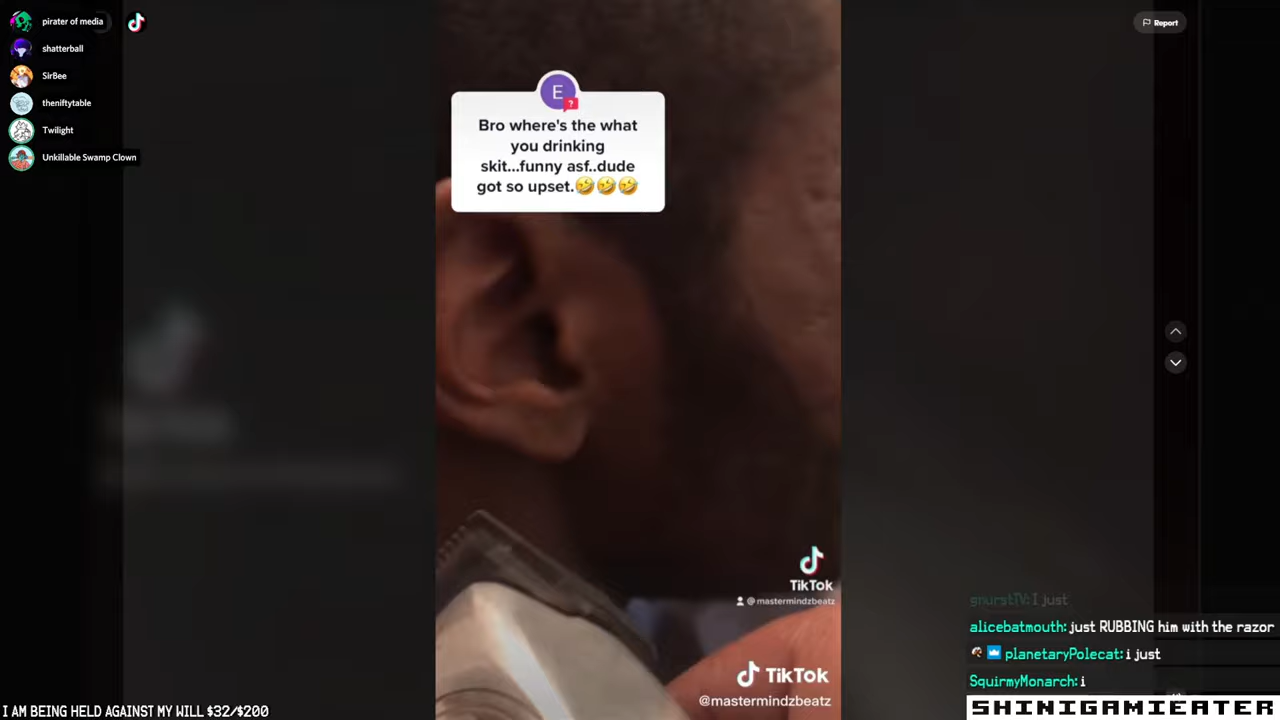 pirater of media
shatterball
SirBee
theniftytable
Twilight
Unkillable Swamp Clown
Report
E
?
Bro where's the what
you drinking
skit...funny asf..dude
got so upset.🤣🤣🤣
TikTok
@mastermindzbeatz
TikTok
@mastermindzbeatz
gnurstTV: I just
alicebatmouth: just RUBBING him with the razor
planetaryPolecat: i just
SquirmyMonarch: i
I AM BEING HELD AGAINST MY WILL $32/$200
SHINIGAMIEATER